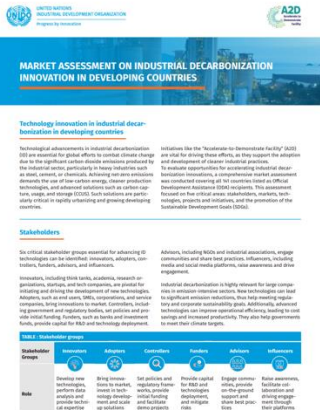 UNITED NATIONS
INDUSTRIAL DEVELOPMENT ORGANIZATION
Progress by innovation
A2D
Accelerate-to-
Demonstrate
Facility
MARKET ASSESSMENT ON INDUSTRIAL DECARBONIZATION
INNOVATION IN DEVELOPING COUNTRIES
Technology innovation in industrial decar-
bonization in developing countries
Technological advancements in industrial decarbonization
(ID) are essential for global efforts to combat climate change
due to the significant carbon dioxide emissions produced by
the industrial sector, particularly in heavy industries such
as steel, cement, or chemicals. Achieving net-zero emissions
demands the use of low-carbon energy, cleaner production
technologies, and advanced solutions such as carbon cap-
ture, usage, and storage (CCUS). Such solutions are partic-
ularly critical in rapidly urbanizing and growing developing
countries.
Initiatives like the "Accelerate-to-Demonstrate Facility" (A2D)
are vital for driving these efforts, as they support the adoption
and development of cleaner industrial practices.
To evaluate opportunities for accelerating industrial decar-
bonization innovations, a comprehensive market assessment
was conducted covering all 141 countries listed as Official
Development Assistance (ODA) recipients. This assessment
focused on five critical areas: stakeholders, markets, tech-
nologies, projects and initiatives, and the promotion of the
Sustainable Development Goals (SDGs).
Stakeholders
Six critical stakeholder groups essential for advancing ID
technologies can be identified: innovators, adopters, con-
trollers, funders, advisors, and influencers.
Innovators, including think tanks, academia, research or-
ganizations, startups, and tech companies, are pivotal for
initiating and driving the development of new technologies.
Adopters, such as end users, SMEs, corporations, and service
companies, bring innovations to market. Controllers, includ-
ing government and regulatory bodies, set policies and pro-
vide initial funding. Funders, such as banks and investment
funds, provide capital for R&D and technology deployment.
Advisors, including NGOs and industrial associations, engage
communities and share best practices. Influencers, including
media and social media platforms, raise awareness and drive
engagement.
Industrial decarbonization is highly relevant for large compa-
nies in emission-intensive sectors. New technologies can lead
to significant emission reductions, thus help meeting regula-
tory and corporate sustainability goals. Additionally, advanced
technologies can improve operational efficiency, leading to cost
savings and increased productivity. They also help governments
to meet their climate targets.
TABLE: Stakeholder groups
Stakeholder
Groups
Innovators
Adopters
Controllers
Funders
Advisors
Influencers
Role
Develop new
technologies,
perform data
analysis and
provide techni-
cal expertise
Bring innova-
tions to market,
invest in tech-
nology develop-
ment and scale
up solutions
Set policies and
regulatory frame-
works, provide
initial funding
and facilitate
demo projects
Provide capital
for R&D and
technologies
deployment,
and mitigate
risks
Engage commu-
nities, provide
on-the-ground
support and
share best prac-
tices
Raise awareness,
facilitate col-
laboration and
driving engage-
ment through
their platforms